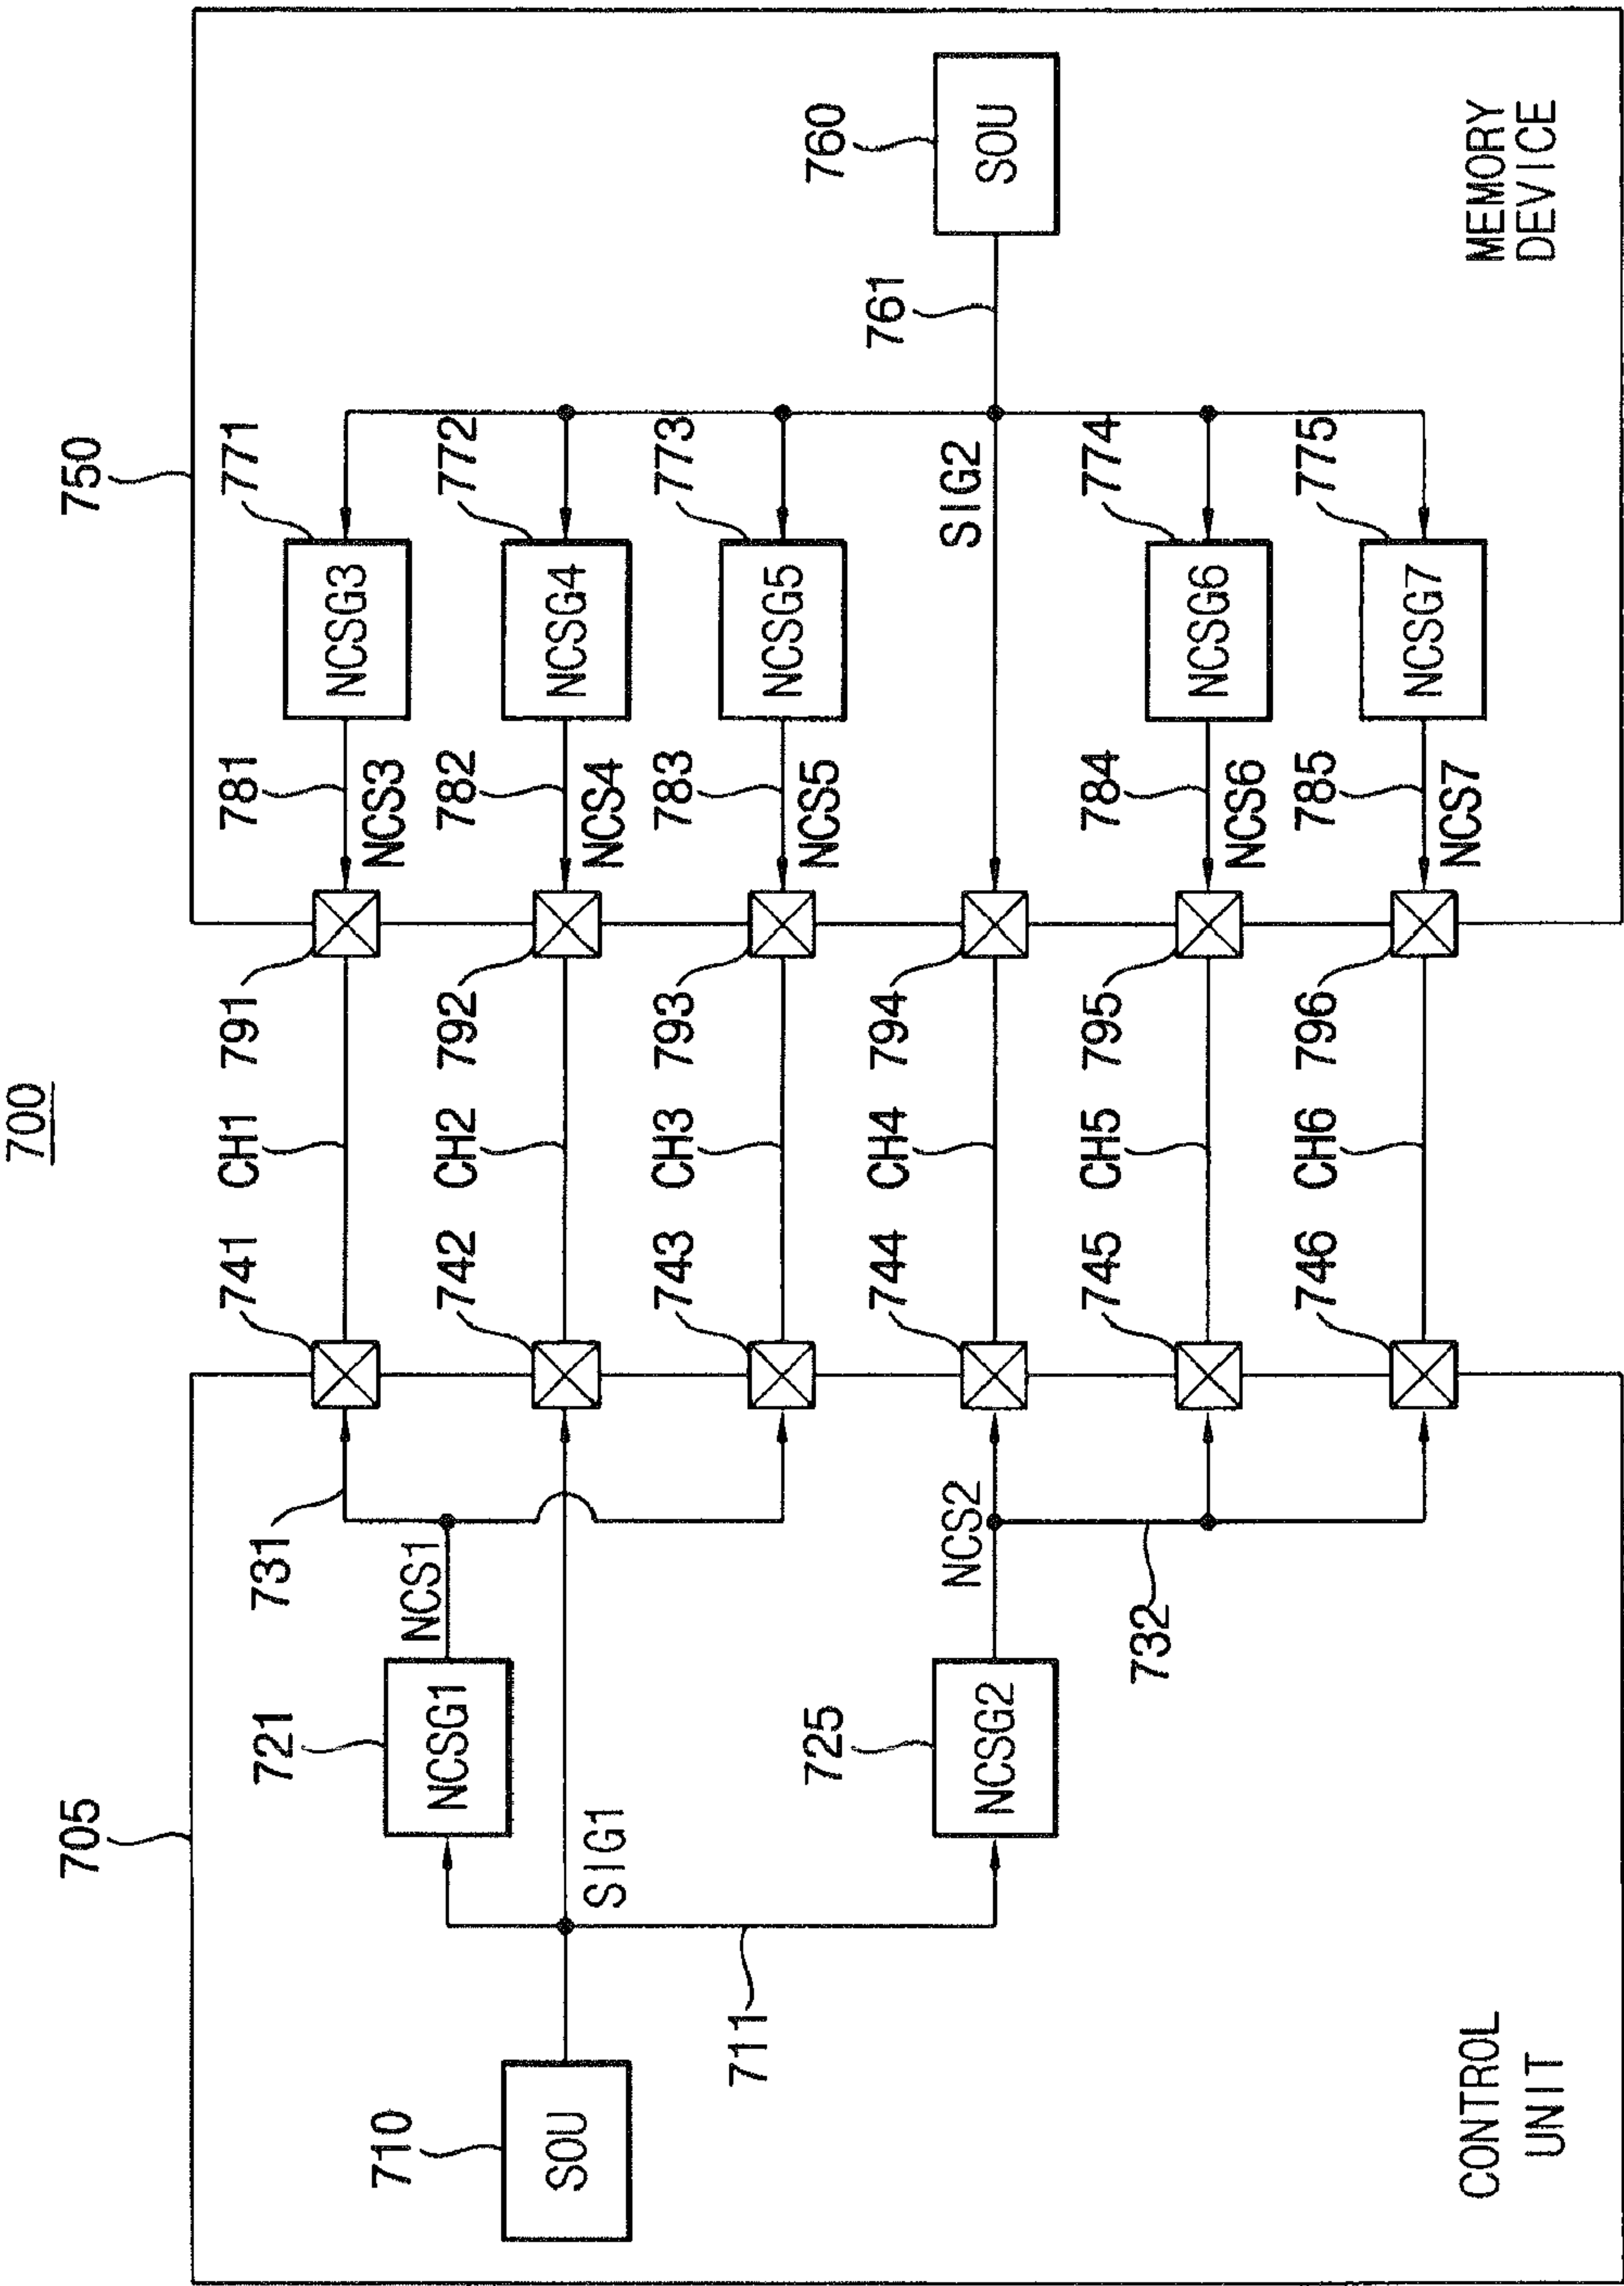 700
705
750
710
SOU
711
SIG1
721
NCSG1
NCS1
731
725
NCSG2
NCS2
732
741
CH1
791
742
CH2
792
743
CH3
793
744
CH4
794
745
CH5
795
746
CH6
796
781
NCS3
771
NCSG3
782
NCS4
772
NCSG4
783
NCS5
773
NCSG5
SIG2
761
760
SOU
784
NCS6
774
NCSG6
785
NCS7
775
NCSG7
CONTROL
UNIT
MEMORY
DEVICE